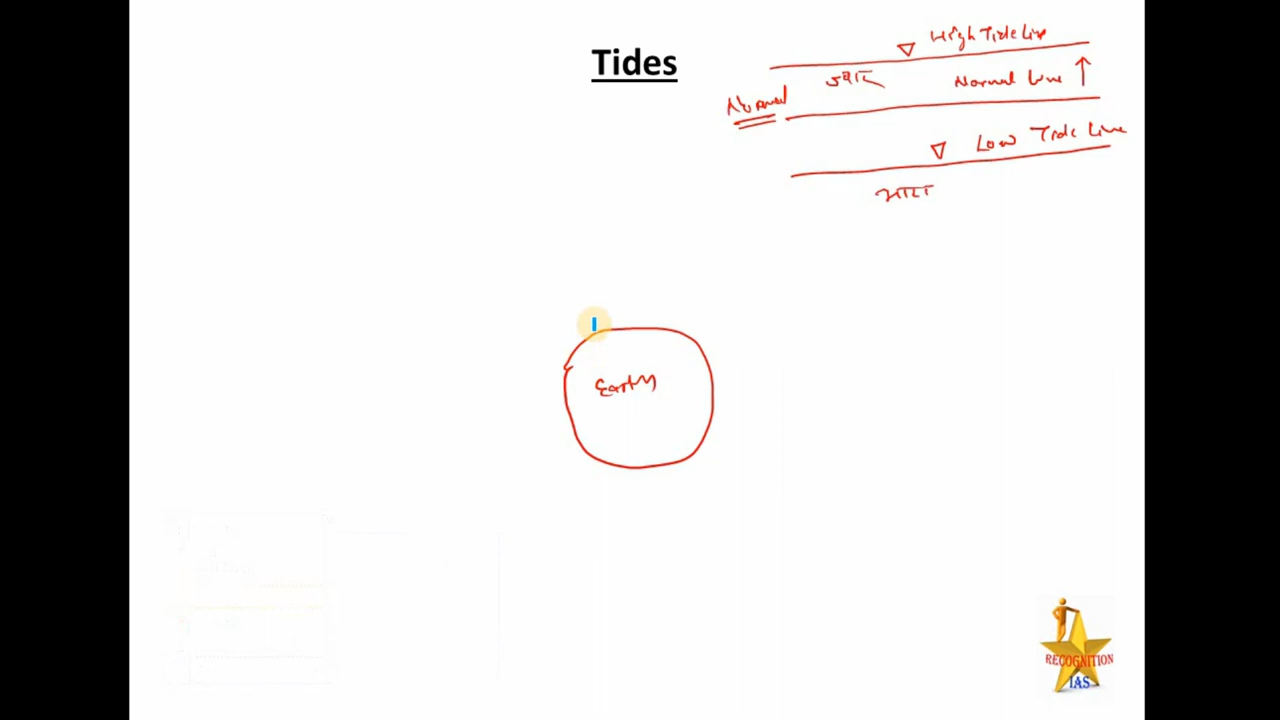 Tides
High Tide Line
ज्वार
Normal Line
Normal
Low Tide Line
भाटा
Earth
RECOGNITION
IAS